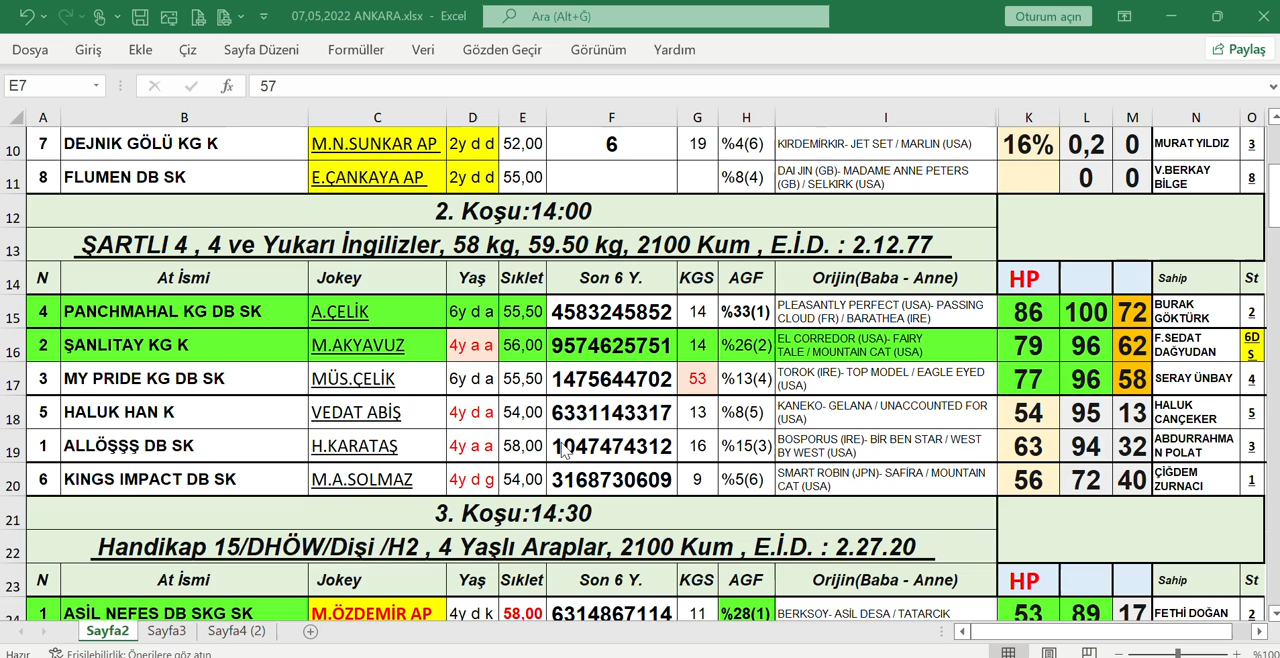 07,05,2022 ANKARA.xlsx - Excel
Ara (Alt+Ğ)
Oturum açın
Dosya Giriş Ekle Çiz Sayfa Düzeni Formüller Veri Gözden Geçir Görünüm Yardım
Paylaş
E7 fx 57
A B C D E F G H I K L M N O
10 7 DEJNIK GÖLÜ KG K M.N.SUNKAR AP 2y d d 52,00 6 19 %4(6) KIRDEMİRKIR- JET SET / MARLIN (USA) 16% 0,2 0 MURAT YILDIZ 3
11 8 FLUMEN DB SK E.ÇANKAYA AP 2y d d 55,00 %8(4) DAI JIN (GB)- MADAME ANNE PETERS (GB) / SELKIRK (USA) 0 0 V.BERKAY BİLGE 8
12 2. Koşu:14:00
13 ŞARTLI 4 , 4 ve Yukarı İngilizler, 58 kg, 59.50 kg, 2100 Kum , E.İ.D. : 2.12.77
14 N At İsmi Jokey Yaş Sıklet Son 6 Y. KGS AGF Orijin(Baba - Anne) HP Sahip St
15 4 PANCHMAHAL KG DB SK A.ÇELİK 6y d a 55,50 4583245852 14 %33(1) PLEASANTLY PERFECT (USA)- PASSING CLOUD (FR) / BARATHEA (IRE) 86 100 72 BURAK GÖKTÜRK 2
16 2 ŞANLITAY KG K M.AKYAVUZ 4y a a 56,00 9574625751 14 %26(2) EL CORREDOR (USA)- FAIRY TALE / MOUNTAIN CAT (USA) 79 96 62 F.SEDAT DAĞYUDAN 6D S
17 3 MY PRIDE KG DB SK MÜS.ÇELİK 6y d a 55,50 1475644702 53 %13(4) TOROK (IRE)- TOP MODEL / EAGLE EYED (USA) 77 96 58 SERAY ÜNBAY 4
18 5 HALUK HAN K VEDAT ABİŞ 4y d a 54,00 6331143317 13 %8(5) KANEKO- GELANA / UNACCOUNTED FOR (USA) 54 95 13 HALUK CANÇEKER 5
19 1 ALLÖŞŞŞ DB SK H.KARATAŞ 4y a a 58,00 1047474312 16 %15(3) BOSPORUS (IRE)- BİR BEN STAR / WEST BY WEST (USA) 63 94 32 ABDURRAHMA N POLAT 3
20 6 KINGS IMPACT DB SK M.A.SOLMAZ 4y d g 54,00 3168730609 9 %5(6) SMART ROBIN (JPN)- SAFİRA / MOUNTAIN CAT (USA) 56 72 40 ÇİĞDEM ZURNACI 1
21 3. Koşu:14:30
22 Handikap 15/DHÖW/Dişi /H2 , 4 Yaşlı Araplar, 2100 Kum , E.İ.D. : 2.27.20
23 N At İsmi Jokey Yaş Sıklet Son 6 Y. KGS AGF Orijin(Baba - Anne) HP Sahip St
24 1 ASİL NEFES DB SKG SK M.ÖZDEMİR AP 4y d k 58,00 6314867114 11 %28(1) BERKSOY- ASİL DESA / TATARCIK 53 89 17 FETHİ DOĞAN 2
Sayfa2 Sayfa3 Sayfa4 (2)
Hazır Erişilebilirlik: Önerilere göz atın %100